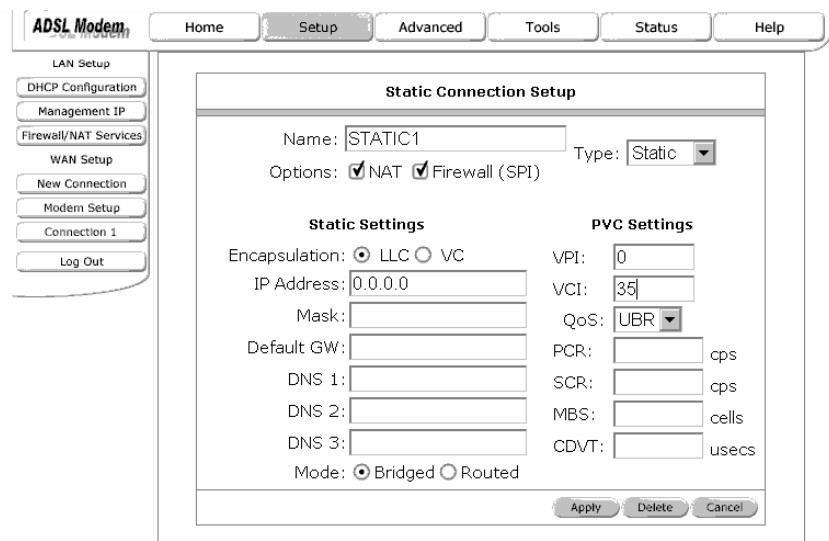 ADSL Modem
Home Setup Advanced Tools Status Help
LAN Setup
DHCP Configuration
Management IP
Firewall/NAT Services
WAN Setup
New Connection
Modem Setup
Connection 1
Log Out
Static Connection Setup
Name: STATIC1
Type: Static
Options: NAT Firewall (SPI)
Static Settings
Encapsulation: LLC VC
IP Address: 0.0.0.0
Mask:
Default GW:
DNS 1:
DNS 2:
DNS 3:
Mode: Bridged Routed
PVC Settings
VPI: 0
VCI: 35
QoS: UBR
PCR: cps
SCR: cps
MBS: cells
CDVT: usecs
Apply Delete Cancel